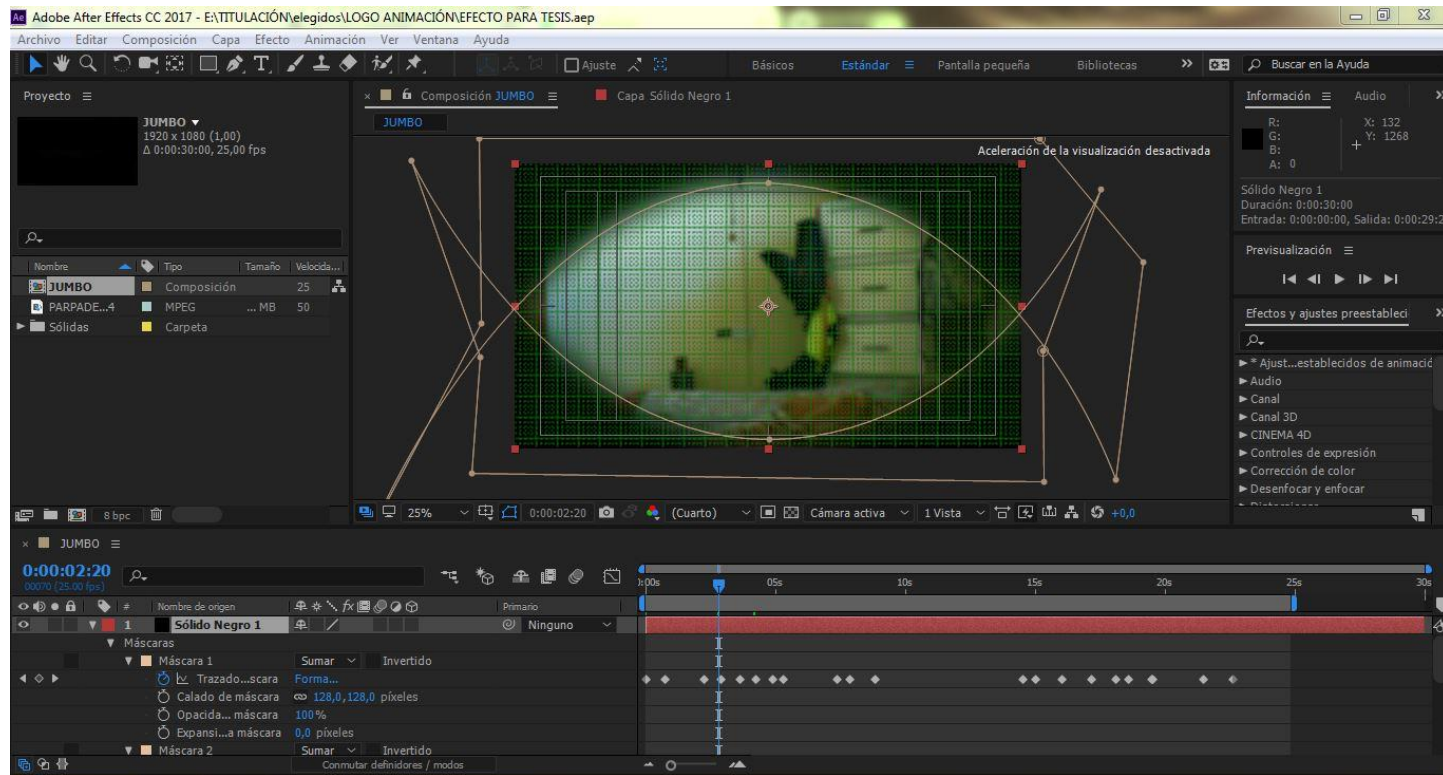 Adobe After Effects CC 2017 - E:\TITULACIÓN\elegidos\LOGO ANIMACIÓN\EFECTO PARA TESIS.aep
Archivo Editar Composición Capa Efecto Animación Ver Ventana Ayuda
Ajuste Básicos Estándar Pantalla pequeña Bibliotecas Buscar en la Ayuda
Proyecto
JUMBO
1920 x 1080 (1,00)
Δ 0:00:30:00, 25,00 fps
Nombre Tipo Tamaño Velocida...
JUMBO Composición 25
PARPADE...4 MPEG ... MB 50
Sólidas Carpeta
8 bpc
Composición JUMBO Capa Sólido Negro 1
JUMBO
Aceleración de la visualización desactivada
25% 0:00:02:20 (Cuarto) Cámara activa 1 Vista +0,0
Información Audio
R: X: 132
G: Y: 1268
B:
A: 0
Sólido Negro 1
Duración: 0:00:30:00
Entrada: 0:00:00:00, Salida: 0:00:29:2
Previsualización
Efectos y ajustes preestableci
* Ajust...establecidos de animació
Audio
Canal
Canal 3D
CINEMA 4D
Controles de expresión
Corrección de color
Desenfocar y enfocar
JUMBO
0:00:02:20
00070 (25.00 fps)
):00s 05s 10s 15s 20s 25s 30s
# Nombre de origen Primario
1 Sólido Negro 1 Ninguno
Máscaras
Máscara 1 Sumar Invertido
Trazado...scara Forma...
Calado de máscara 128,0,128,0 píxeles
Opacida... máscara 100%
Expansi...a máscara 0,0 píxeles
Máscara 2 Sumar Invertido
Conmutar definidores / modos